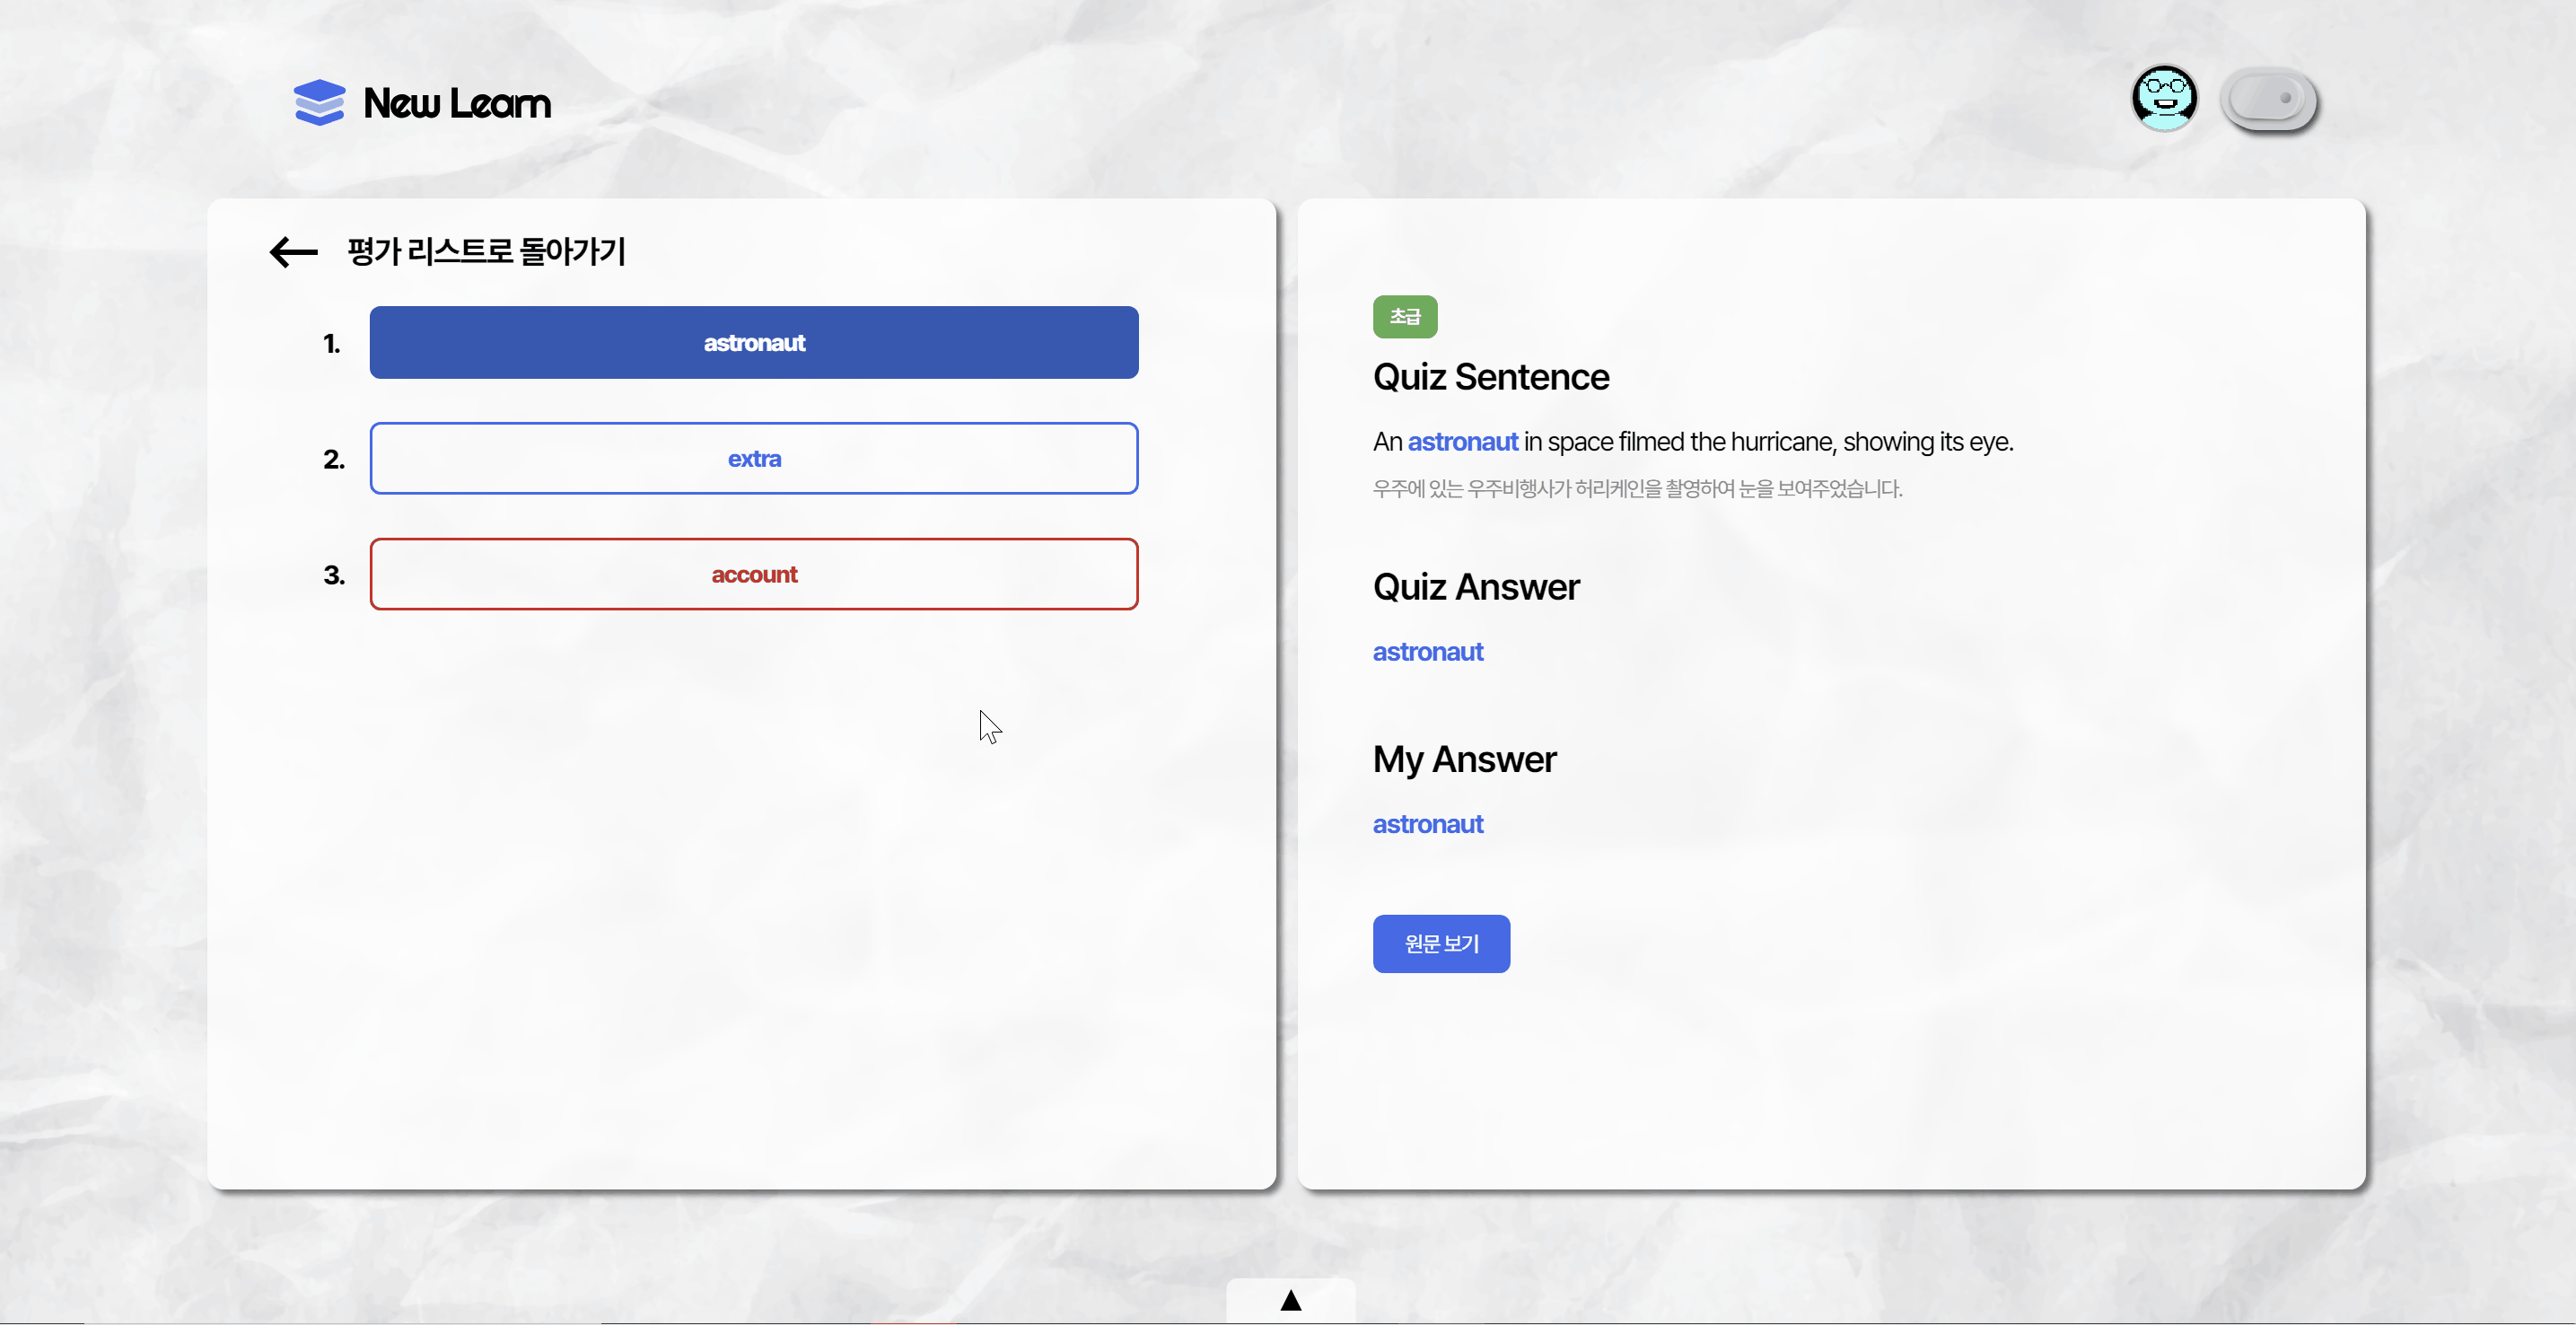 New Learn
평가 리스트로 돌아가기
1. astronaut
2. extra
3. account
초급
Quiz Sentence
An astronaut in space filmed the hurricane, showing its eye.
우주에 있는 우주비행사가 허리케인을 촬영하여 눈을 보여주었습니다.
Quiz Answer
astronaut
My Answer
astronaut
원문 보기